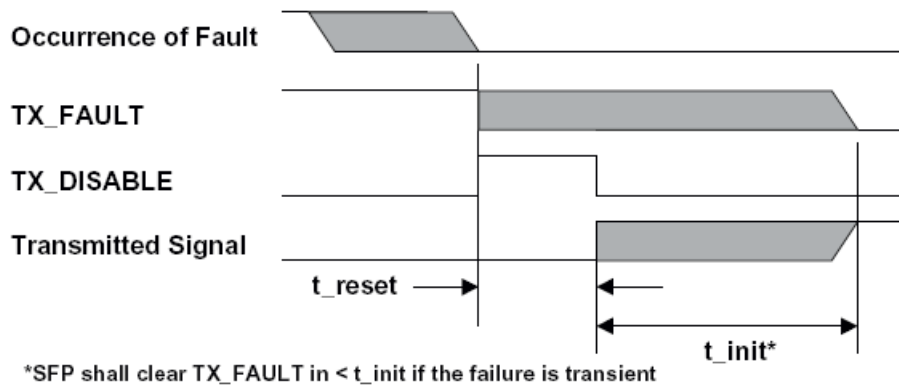 Occurrence of Fault
TX_FAULT
TX_DISABLE
Transmitted Signal
t_reset
t_init*
*SFP shall clear TX_FAULT in < t_init if the failure is transient